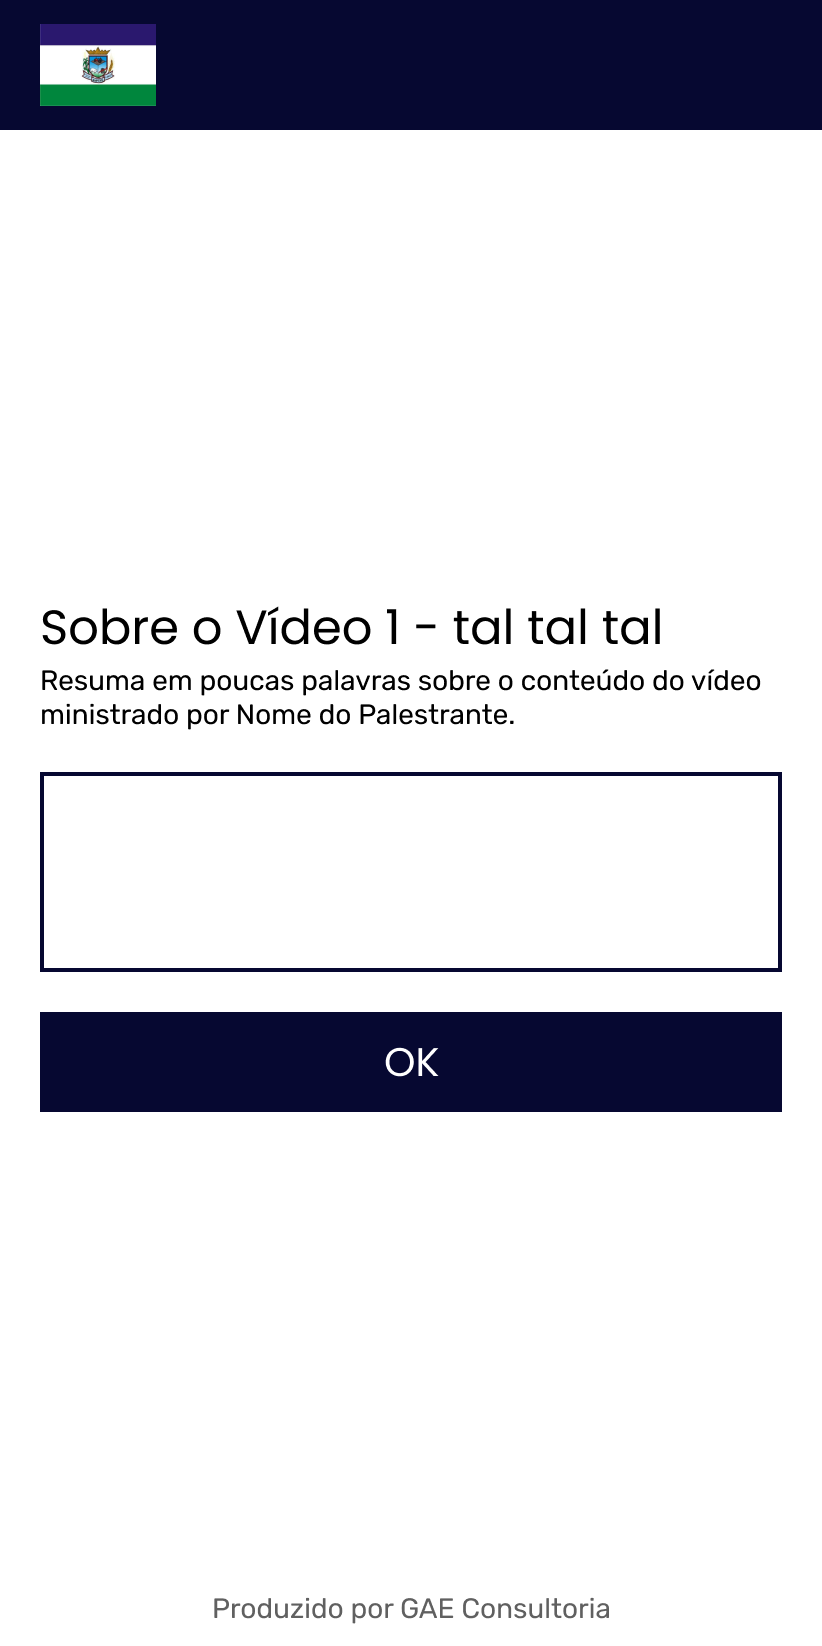 Sobre o Vídeo 1 - tal tal tal
Resuma em poucas palavras sobre o conteúdo do vídeo
ministrado por Nome do Palestrante.
OK
Produzido por GAE Consultoria